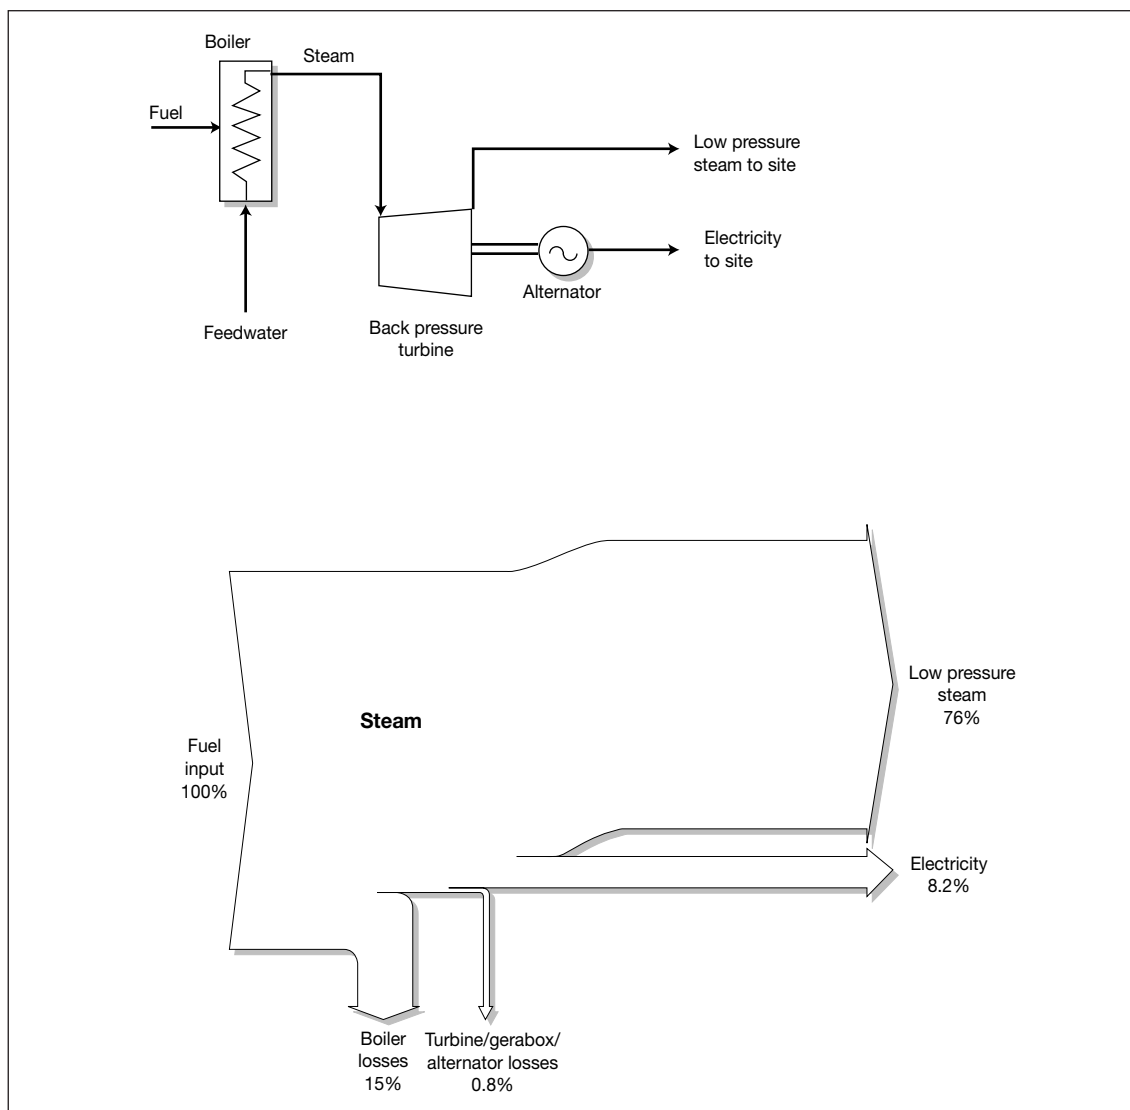 Boiler
Steam
Fuel
Low pressure
steam to site
Electricity
to site
Alternator
Feedwater
Back pressure
turbine
Low pressure
steam
76%
Steam
Fuel
input
100%
Electricity
8.2%
Boiler
losses
15%
Turbine/gerabox/
alternator losses
0.8%